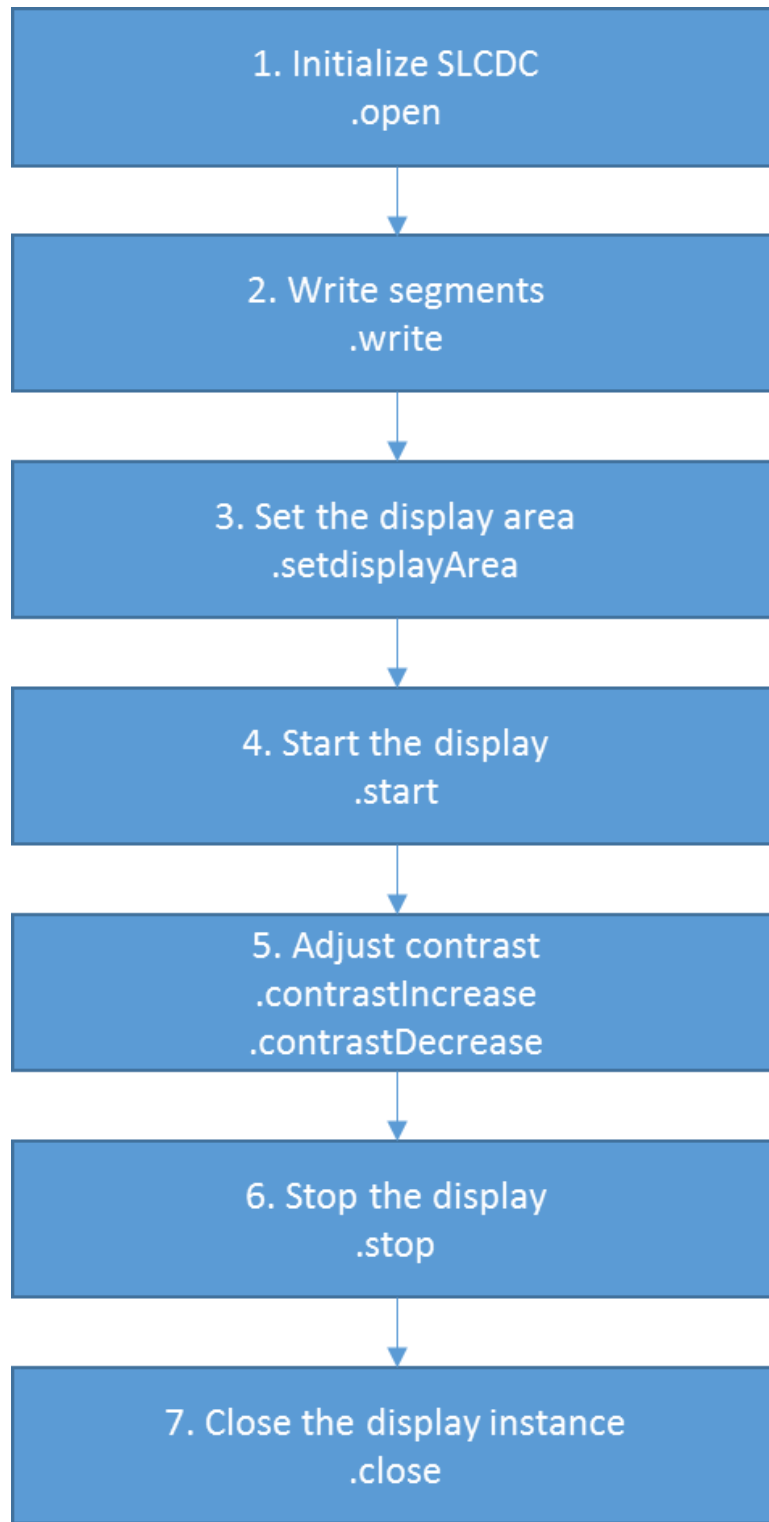 1. Initialize SLCDC
.open
2. Write segments
.write
3. Set the display area
.setdisplayArea
4. Start the display
.start
5. Adjust contrast
.contrastIncrease
.contrastDecrease
6. Stop the display
.stop
7. Close the display instance
.close